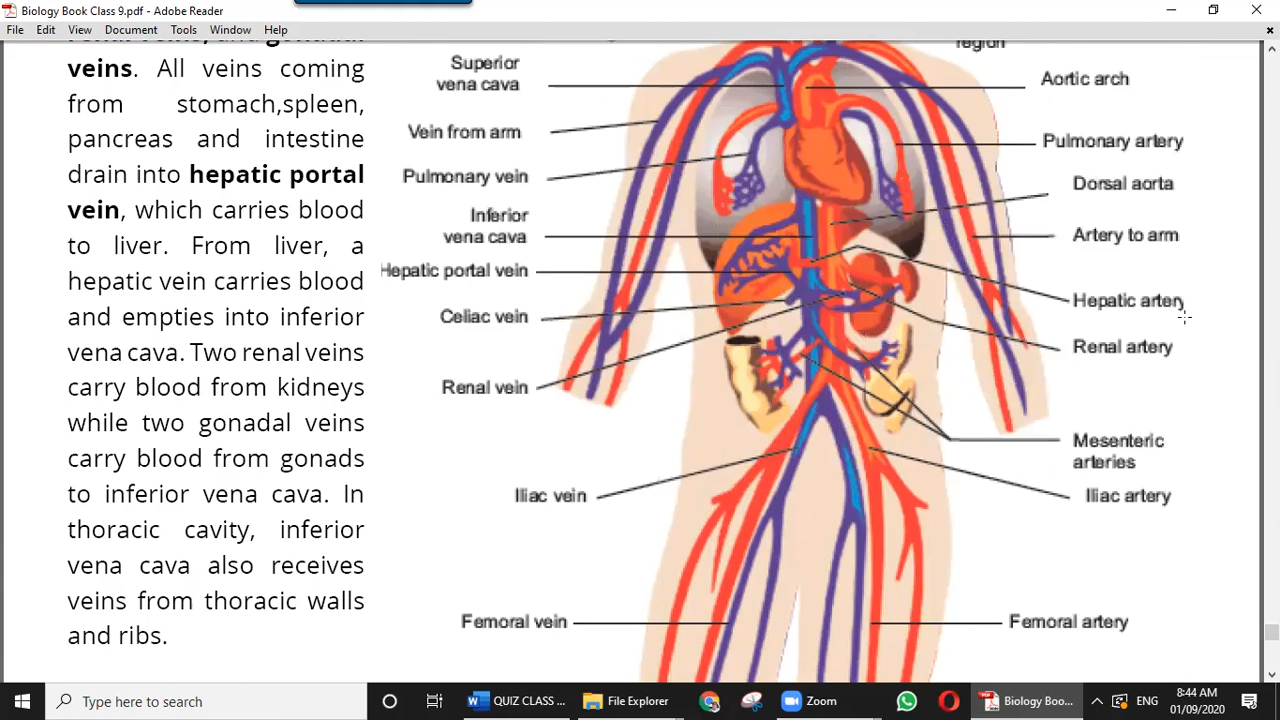 Biology Book Class 9.pdf - Adobe Reader
File Edit View Document Tools Window Help
veins. All veins coming
from stomach,spleen,
pancreas and intestine
drain into hepatic portal
vein, which carries blood
to liver. From liver, a
hepatic vein carries blood
and empties into inferior
vena cava. Two renal veins
carry blood from kidneys
while two gonadal veins
carry blood from gonads
to inferior vena cava. In
thoracic cavity, inferior
vena cava also receives
veins from thoracic walls
and ribs.
Superior
vena cava
Vein from arm
Pulmonary vein
Inferior
vena cava
Hepatic portal vein
Celiac vein
Renal vein
Iliac vein
Femoral vein
region
Aortic arch
Pulmonary artery
Dorsal aorta
Artery to arm
Hepatic artery
Renal artery
Mesenteric
arteries
Iliac artery
Femoral artery
Type here to search
QUIZ CLASS ...
File Explorer
Zoom
Biology Boo...
ENG
8:44 AM
01/09/2020